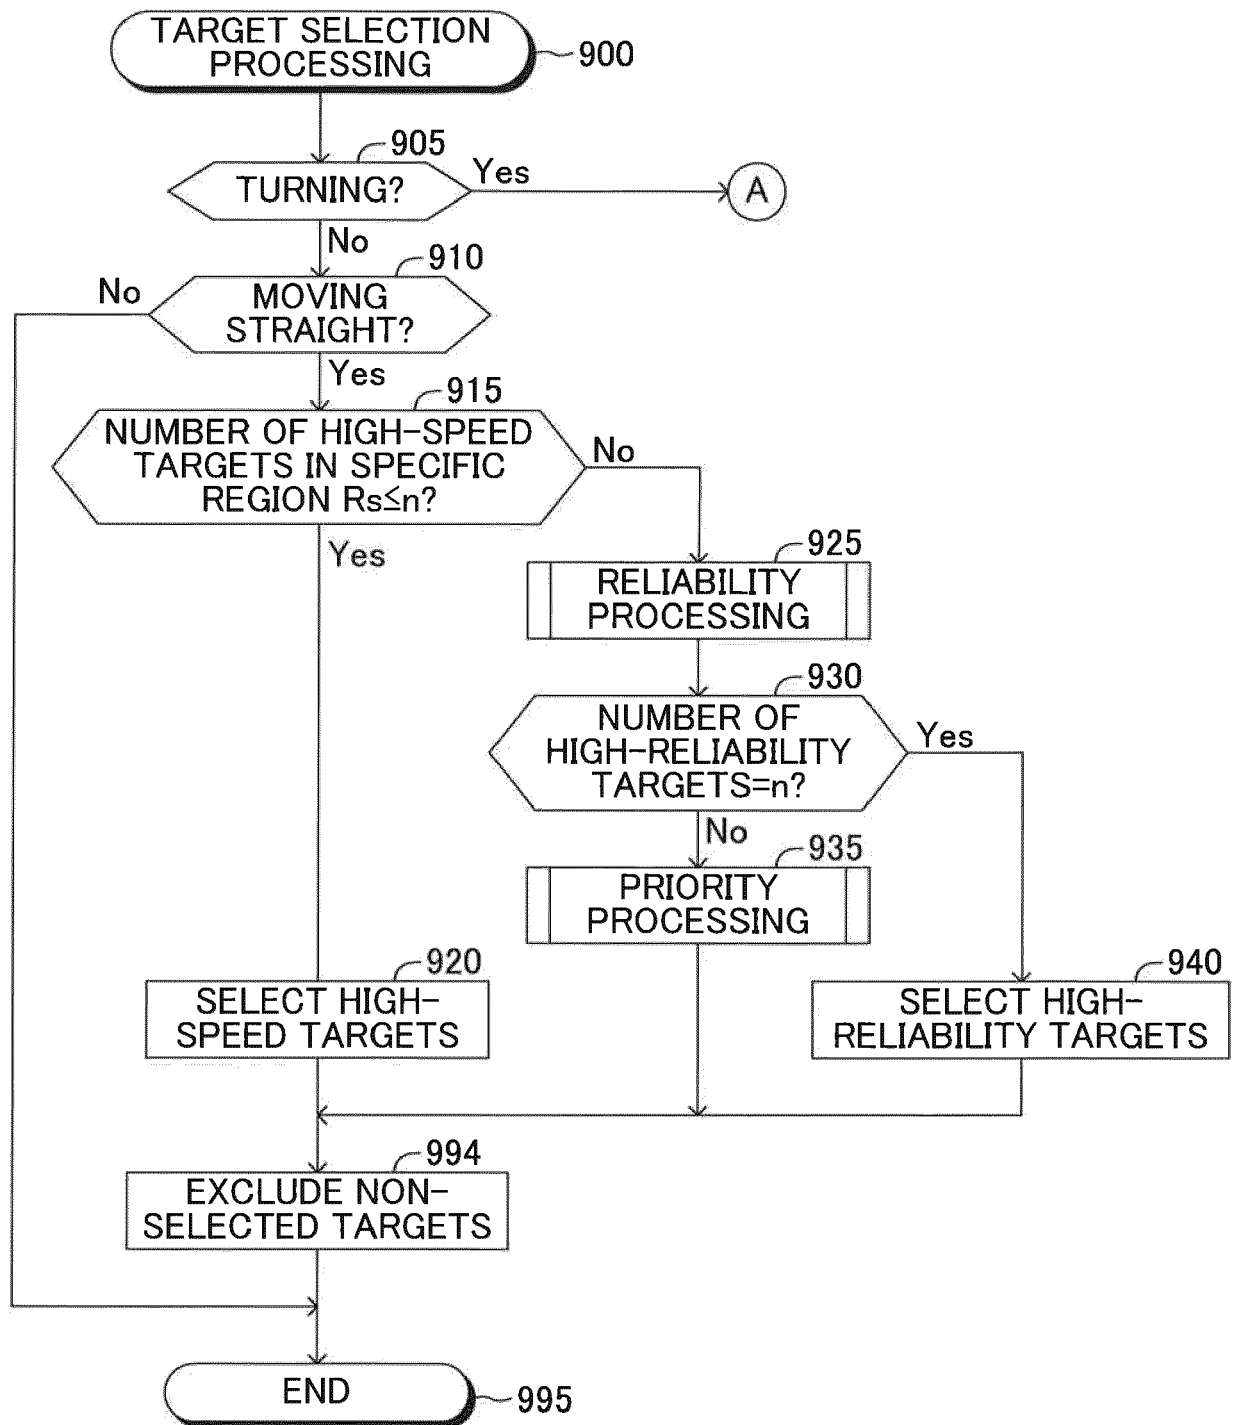 TARGET SELECTION
PROCESSING
900
905
TURNING?
Yes
A
No
910
No
MOVING
STRAIGHT?
Yes
915
NUMBER OF HIGH-SPEED
TARGETS IN SPECIFIC
REGION Rs≤n?
No
Yes
925
RELIABILITY
PROCESSING
930
NUMBER OF
HIGH-RELIABILITY
TARGETS=n?
Yes
No
935
PRIORITY
PROCESSING
920
SELECT HIGH-
SPEED TARGETS
940
SELECT HIGH-
RELIABILITY TARGETS
994
EXCLUDE NON-
SELECTED TARGETS
END
995